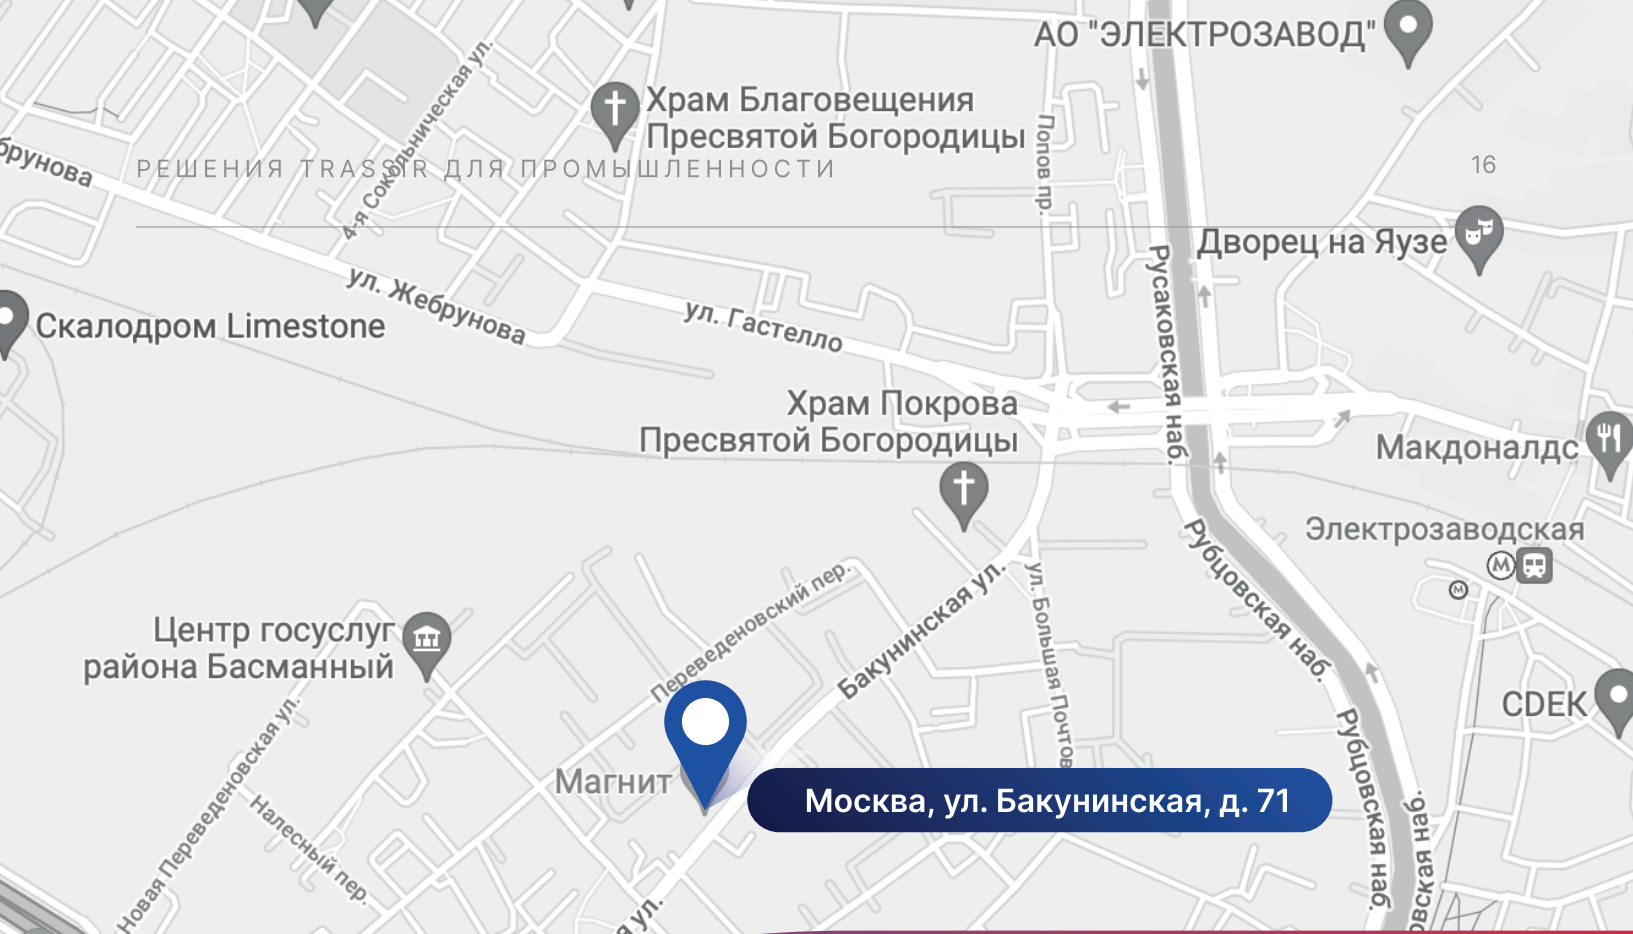 АО "ЭЛЕКТРОЗАВОД"
4-я Сокольническая ул.
Храм Благовещения
Пресвятой Богородицы
Попов пр.
РЕШЕНИЯ TRASSIR ДЛЯ ПРОМЫШЛЕННОСТИ
16
брунова
Дворец на Яузе
ул. Жебрунова
Скалодром Limestone
ул. Гастелло
Русаковская наб.
Храм Покрова
Пресвятой Богородицы
Макдоналдс
Электрозаводская
М
М
Рубцовская наб.
Переведеновский пер.
Бакунинская ул.
ул. Большая Почтов
Центр госуслуг
района Басманный
CDEK
Новая Переведеновская ул.
Магнит
Москва, ул. Бакунинская, д. 71
Рубцовская наб.
Налесный пер.
овская наб.
я ул.